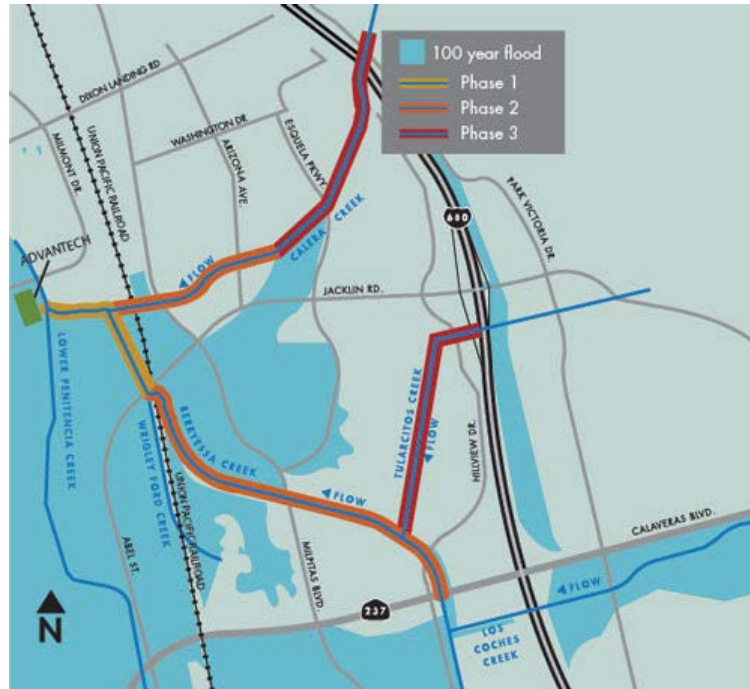 100 year flood
Phase 1
Phase 2
Phase 3
DIXON LANDING RD
MILMONT DR.
UNION PACIFIC RAILROAD
WASHINGTON DR
ARIZONA AVE.
ESQUELA PKWY.
CALERA CREEK
680
PARK VICTORIA DR.
ADVANTECH
FLOW
JACKLIN RD.
LOWER PENITENCIA CREEK
WRIGLEY FORD CREEK
BERRYESSA CREEK
TULARCITOS CREEK
FLOW
HILLVIEW DR.
UNION PACIFIC RAILROAD
FLOW
ABEL ST.
MILPITAS BLVD.
CALAVERAS BLVD.
237
FLOW
LOS
COCHES
CREEK
N